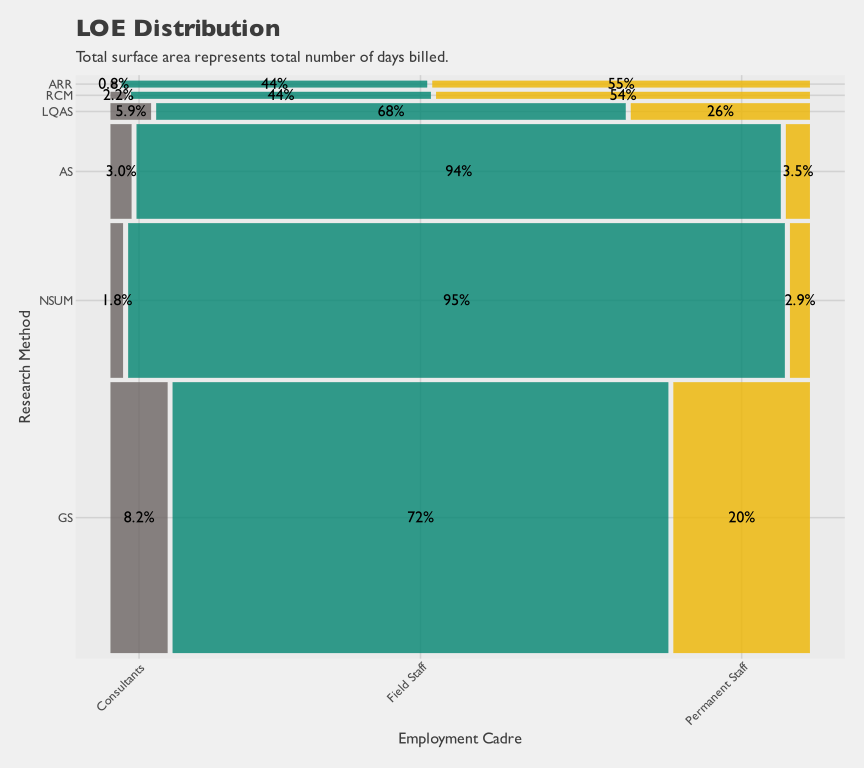 LOE Distribution
Total surface area represents total number of days billed.
ARR 0.8% 44% 55%
RCM 2.2% 44% 54%
LQAS 5.9% 68% 26%
AS 3.0% 94% 3.5%
NSUM 1.8% 95% 2.9%
Research Method
GS 8.2% 72% 20%
Consultants Field Staff Permanent Staff
Employment Cadre